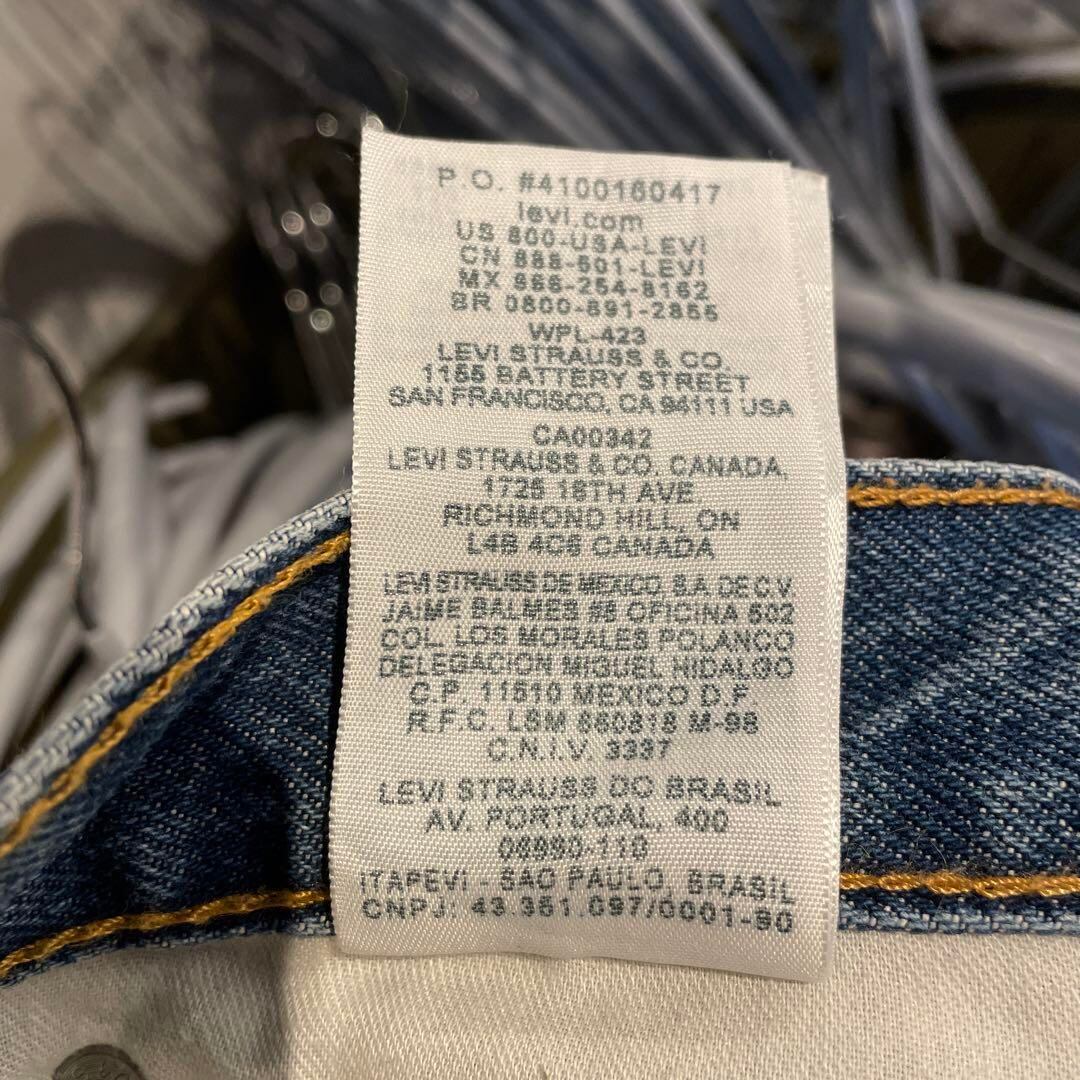 P.O. #4100160417
levi.com
US 800-USA-LEVI
CN 888-501-LEVI
MX 866-254-8162
BR 0800-891-2855
WPL-423
LEVI STRAUSS & CO.
1155 BATTERY STREET
SAN FRANCISCO, CA 94111 USA
CA00342
LEVI STRAUSS & CO. CANADA,
1725 16TH AVE.
RICHMOND HILL, ON
L4B 4C6 CANADA
LEVI STRAUSS DE MEXICO, S.A. DE C.V
JAIME BALMES #8 OFICINA 502
COL. LOS MORALES POLANCO
DELEGACION MIGUEL HIDALGO
C.P. 11510 MEXICO D.F
R.F.C. LSM 850819 M-98
C.N.I.V. 3337
LEVI STRAUSS DO BRASIL
AV. PORTUGAL, 400
06690-110
ITAPEVI - SAO PAULO, BRASIL
CNPJ: 43.351.097/0001-90